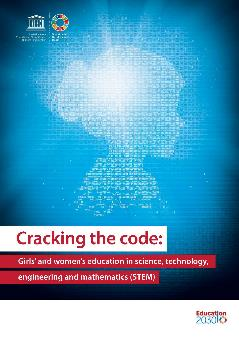 Cracking the code:
Girls' and women's education in science, technology,
engineering and mathematics (STEM)
Education
2030